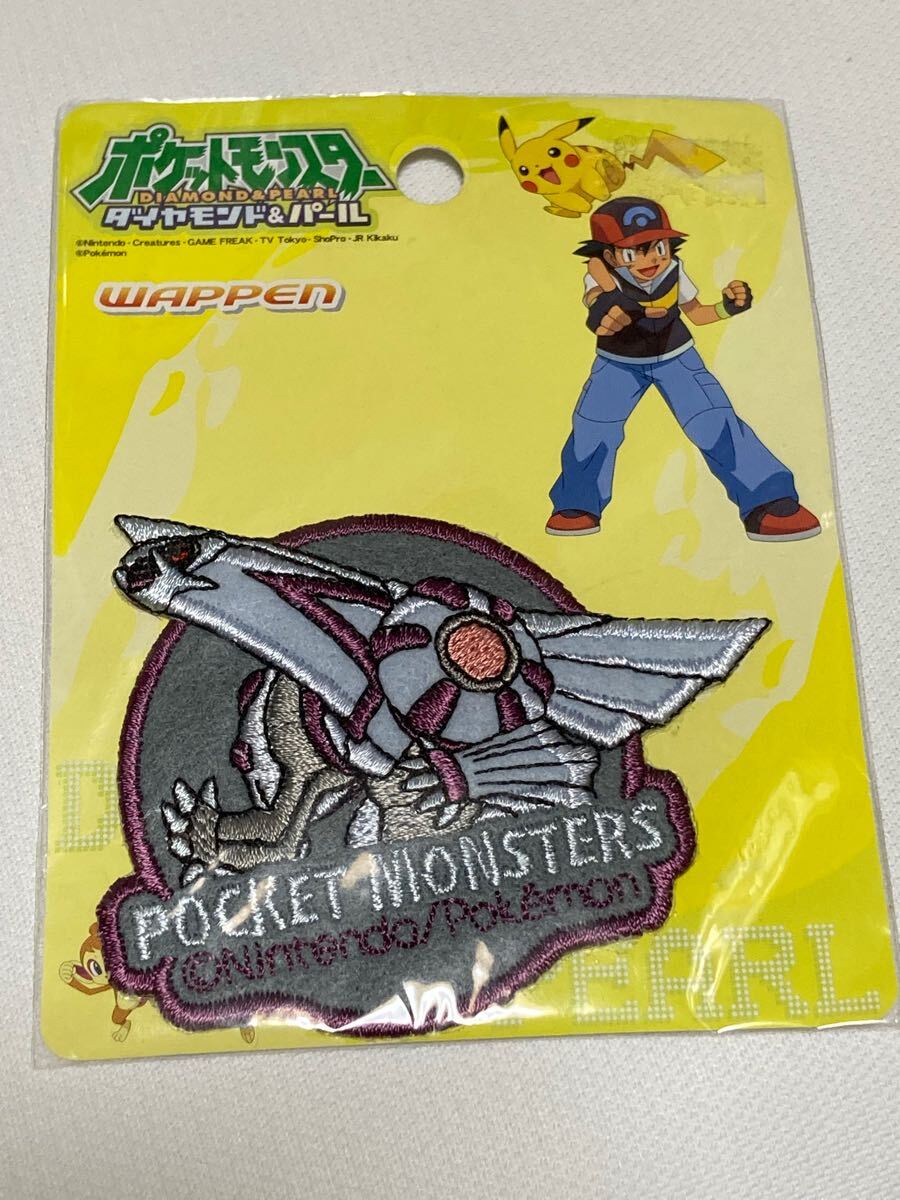 ポケットモンスター
DIAMOND & PEARL
ダイヤモンド&パール
©Nintendo・Creatures・GAME FREAK・TV Tokyo・ShoPro・JR Kikaku
©Pokémon
WAPPEN
POCKET MONSTERS
©Nintendo/Pokémon
D
PEARL